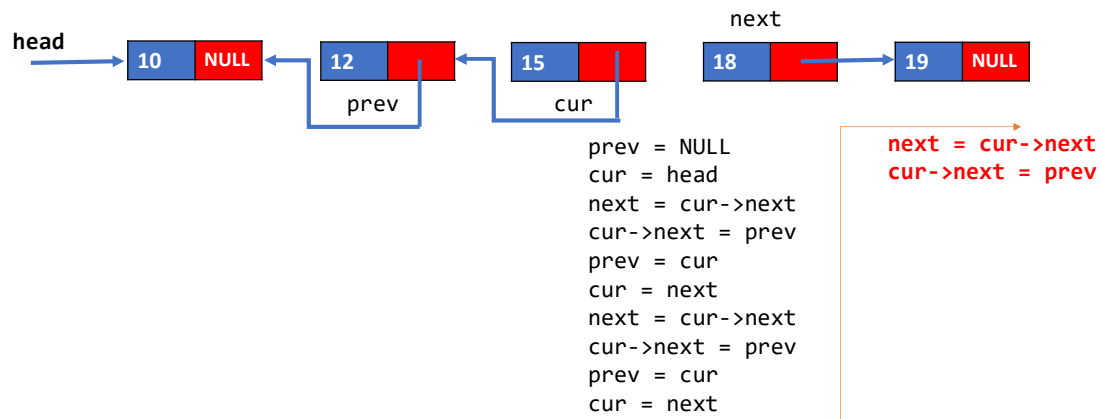 next
head
10 NULL
12
15
18
19 NULL
prev
cur
prev = NULL
cur = head
next = cur->next
cur->next = prev
prev = cur
cur = next
next = cur->next
cur->next = prev
prev = cur
cur = next
next = cur->next
cur->next = prev